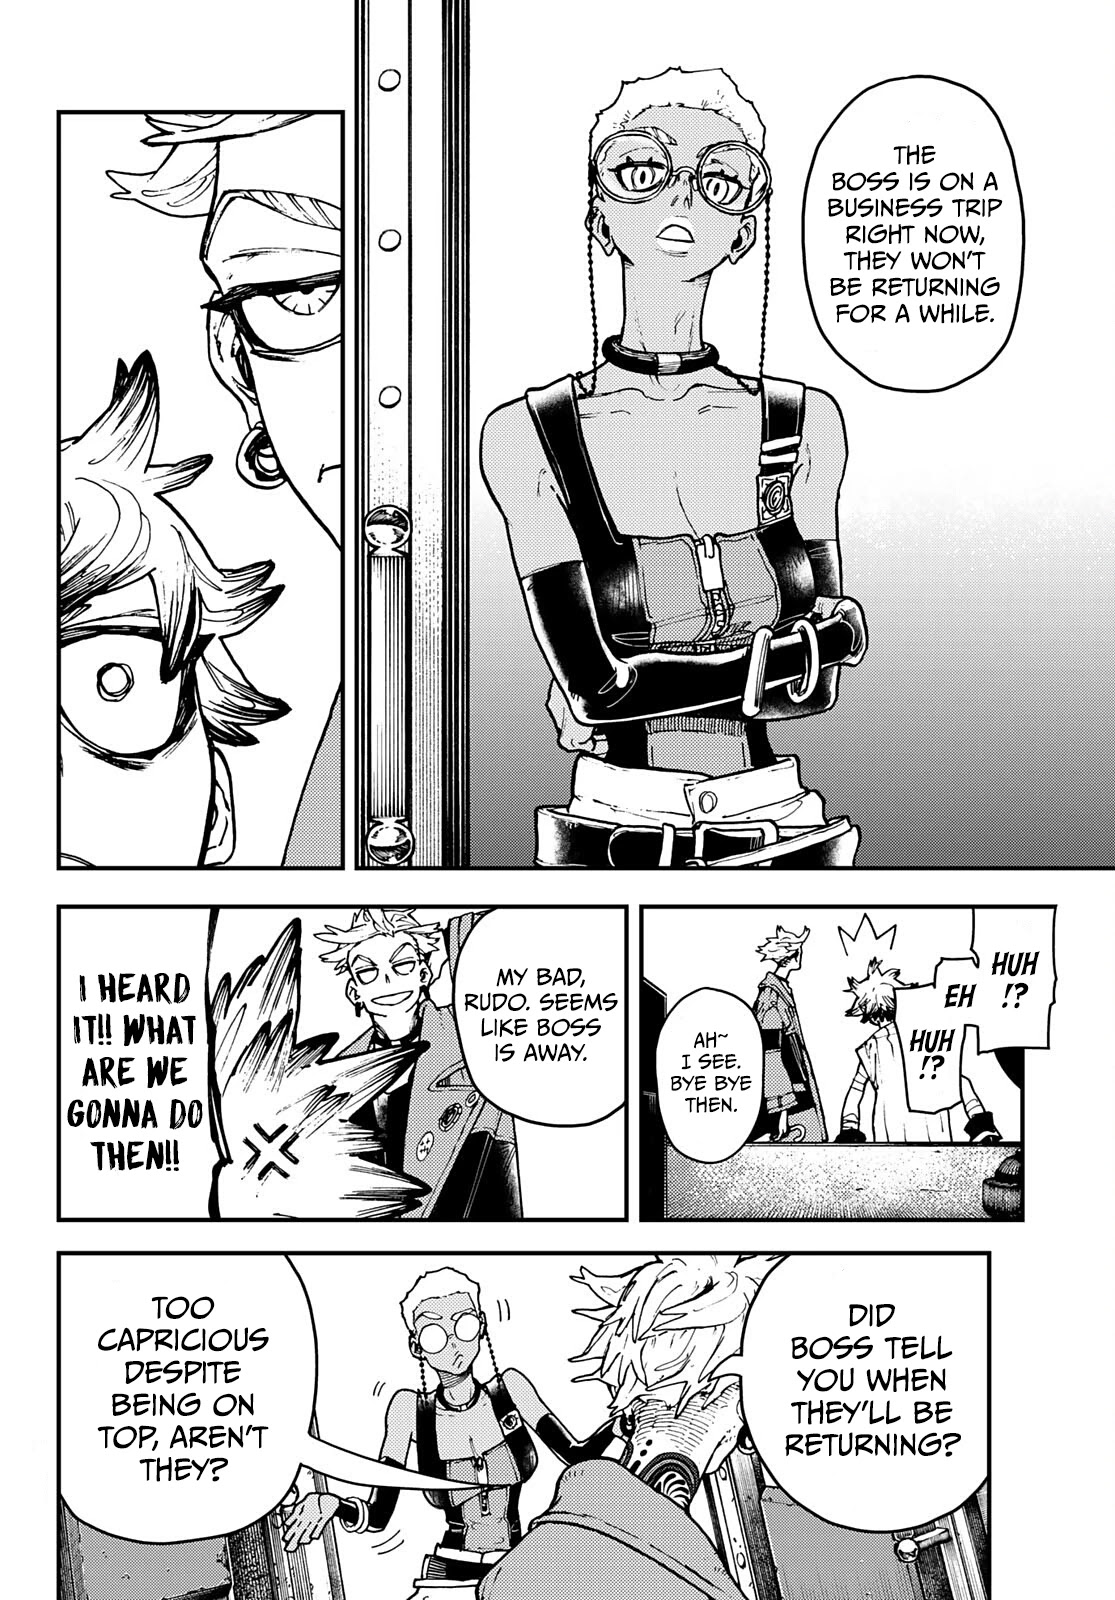 THE
BOSS IS ON A
BUSINESS TRIP
RIGHT NOW,
THEY WON'T
BE RETURNING
FOR A WHILE.
HUH
!?
EH
HUH
!?
AH~
I SEE.
BYE BYE
THEN.
MY BAD,
RUDO. SEEMS
LIKE BOSS
IS AWAY.
I HEARD
IT!! WHAT
ARE WE
GONNA DO
THEN!!
DID
BOSS TELL
YOU WHEN
THEY'LL BE
RETURNING?
TOO
CAPRICIOUS
DESPITE
BEING ON
TOP, AREN'T
THEY?